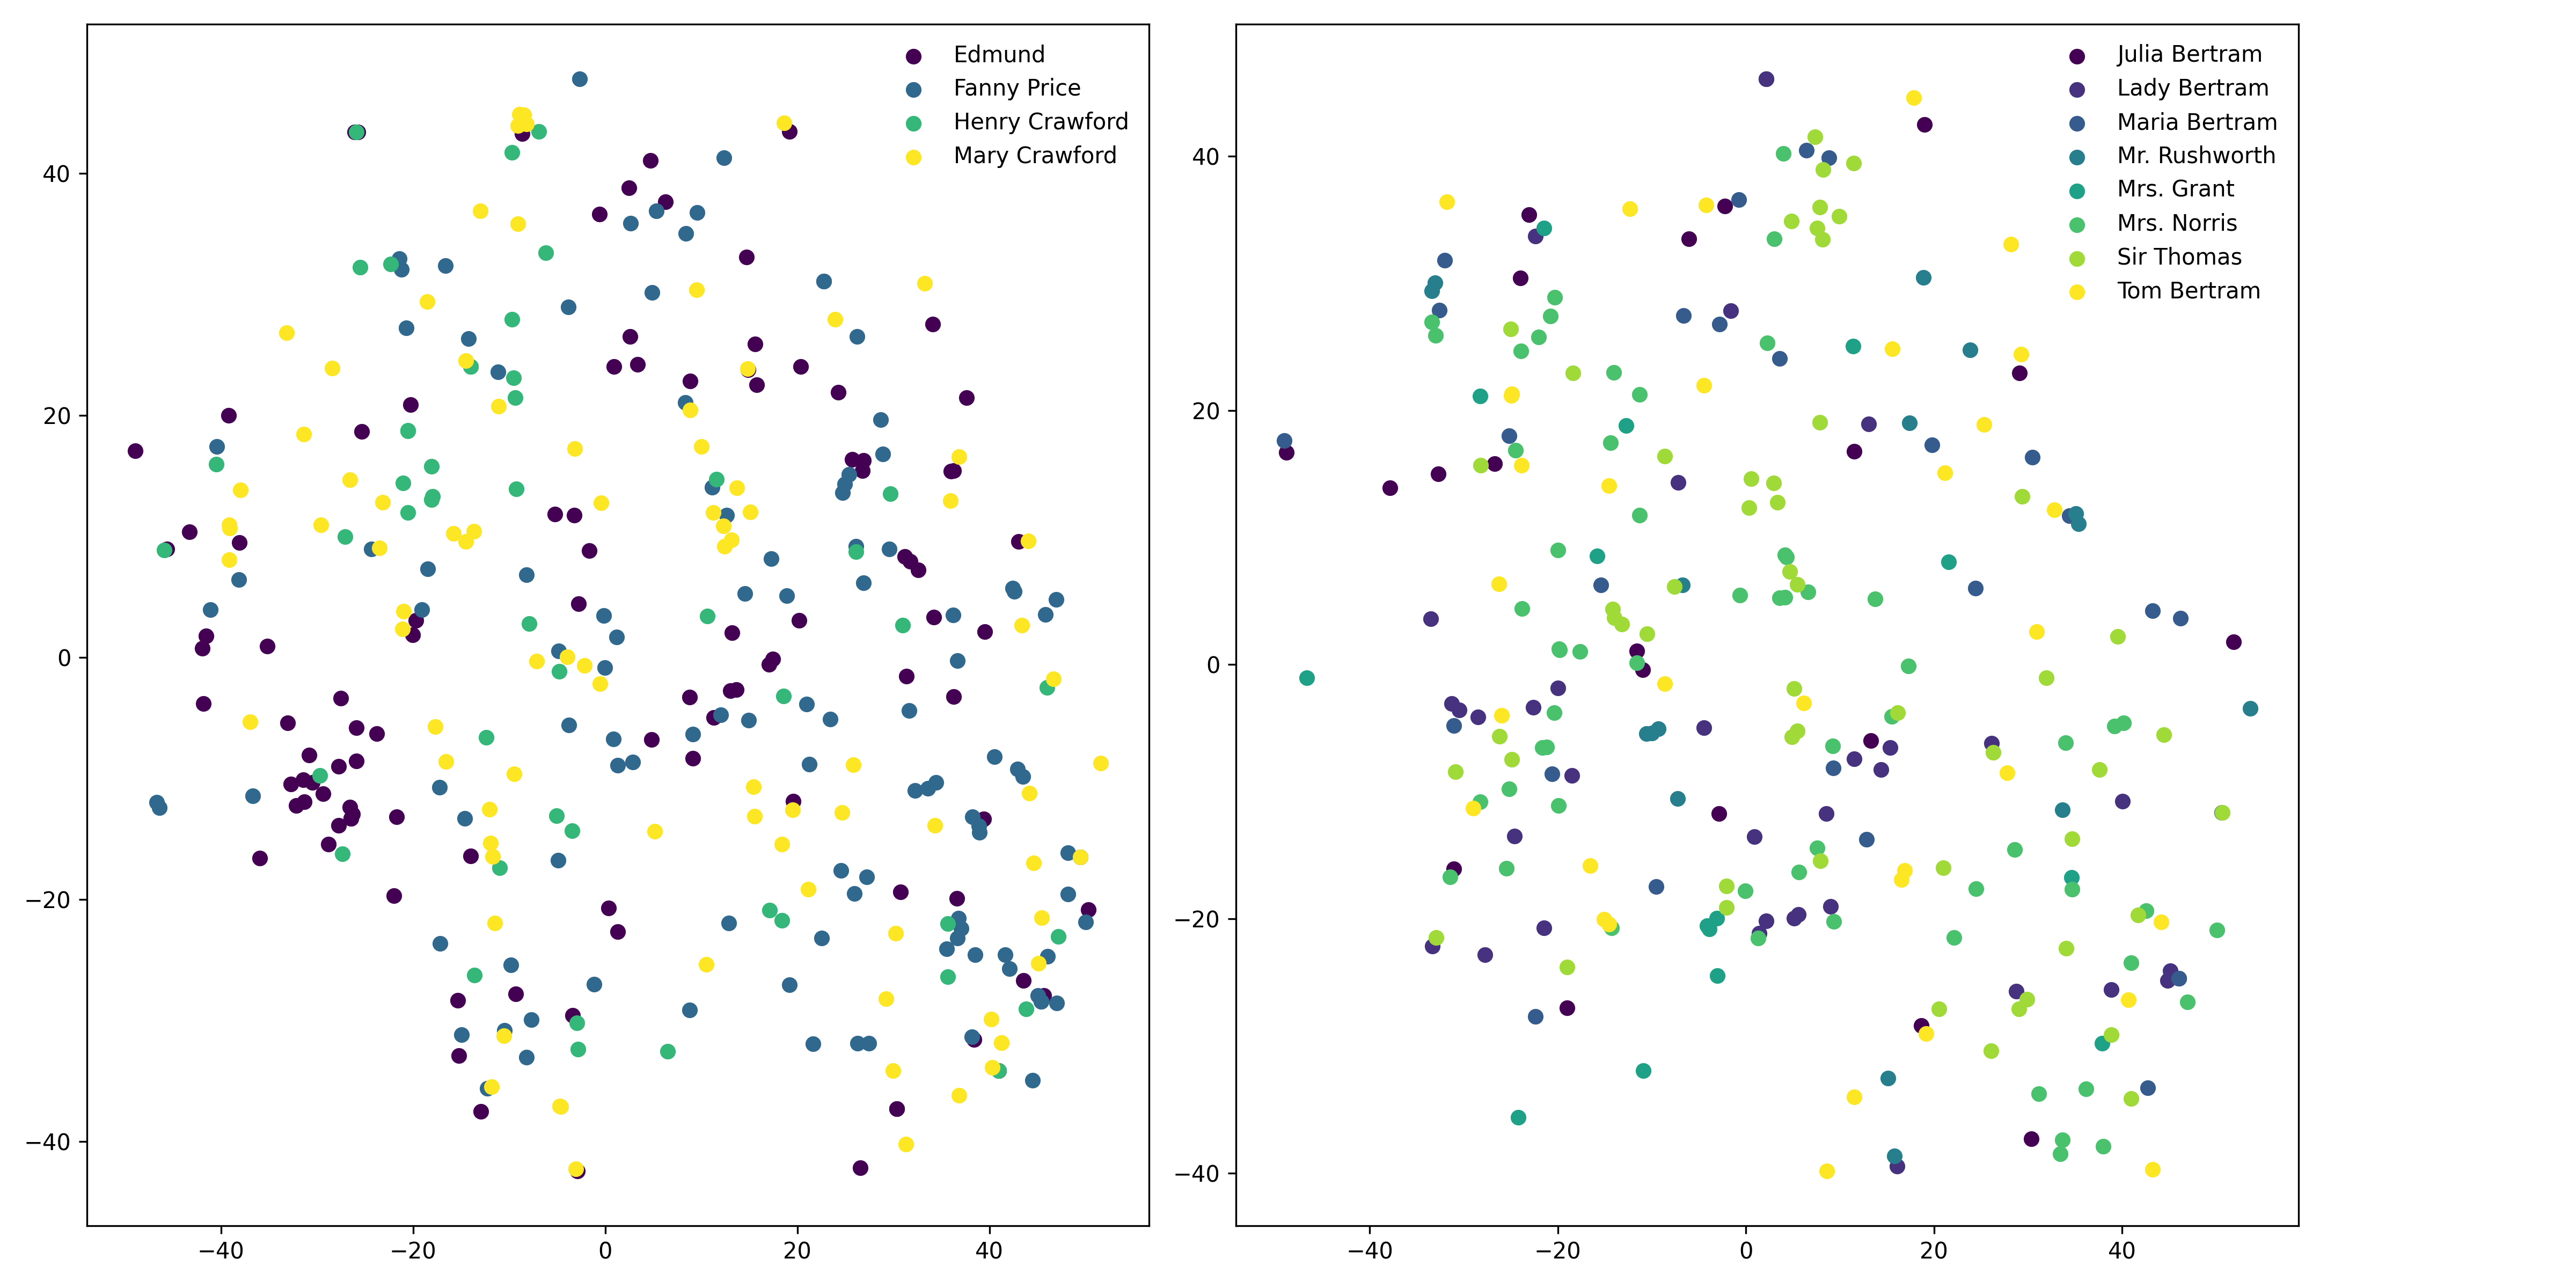 Edmund
Fanny Price
Henry Crawford
Mary Crawford
40
20
0
−20
−40
−40
−20
0
20
40
Julia Bertram
Lady Bertram
Maria Bertram
Mr. Rushworth
Mrs. Grant
Mrs. Norris
Sir Thomas
Tom Bertram
40
20
0
−20
−40
−40
−20
0
20
40